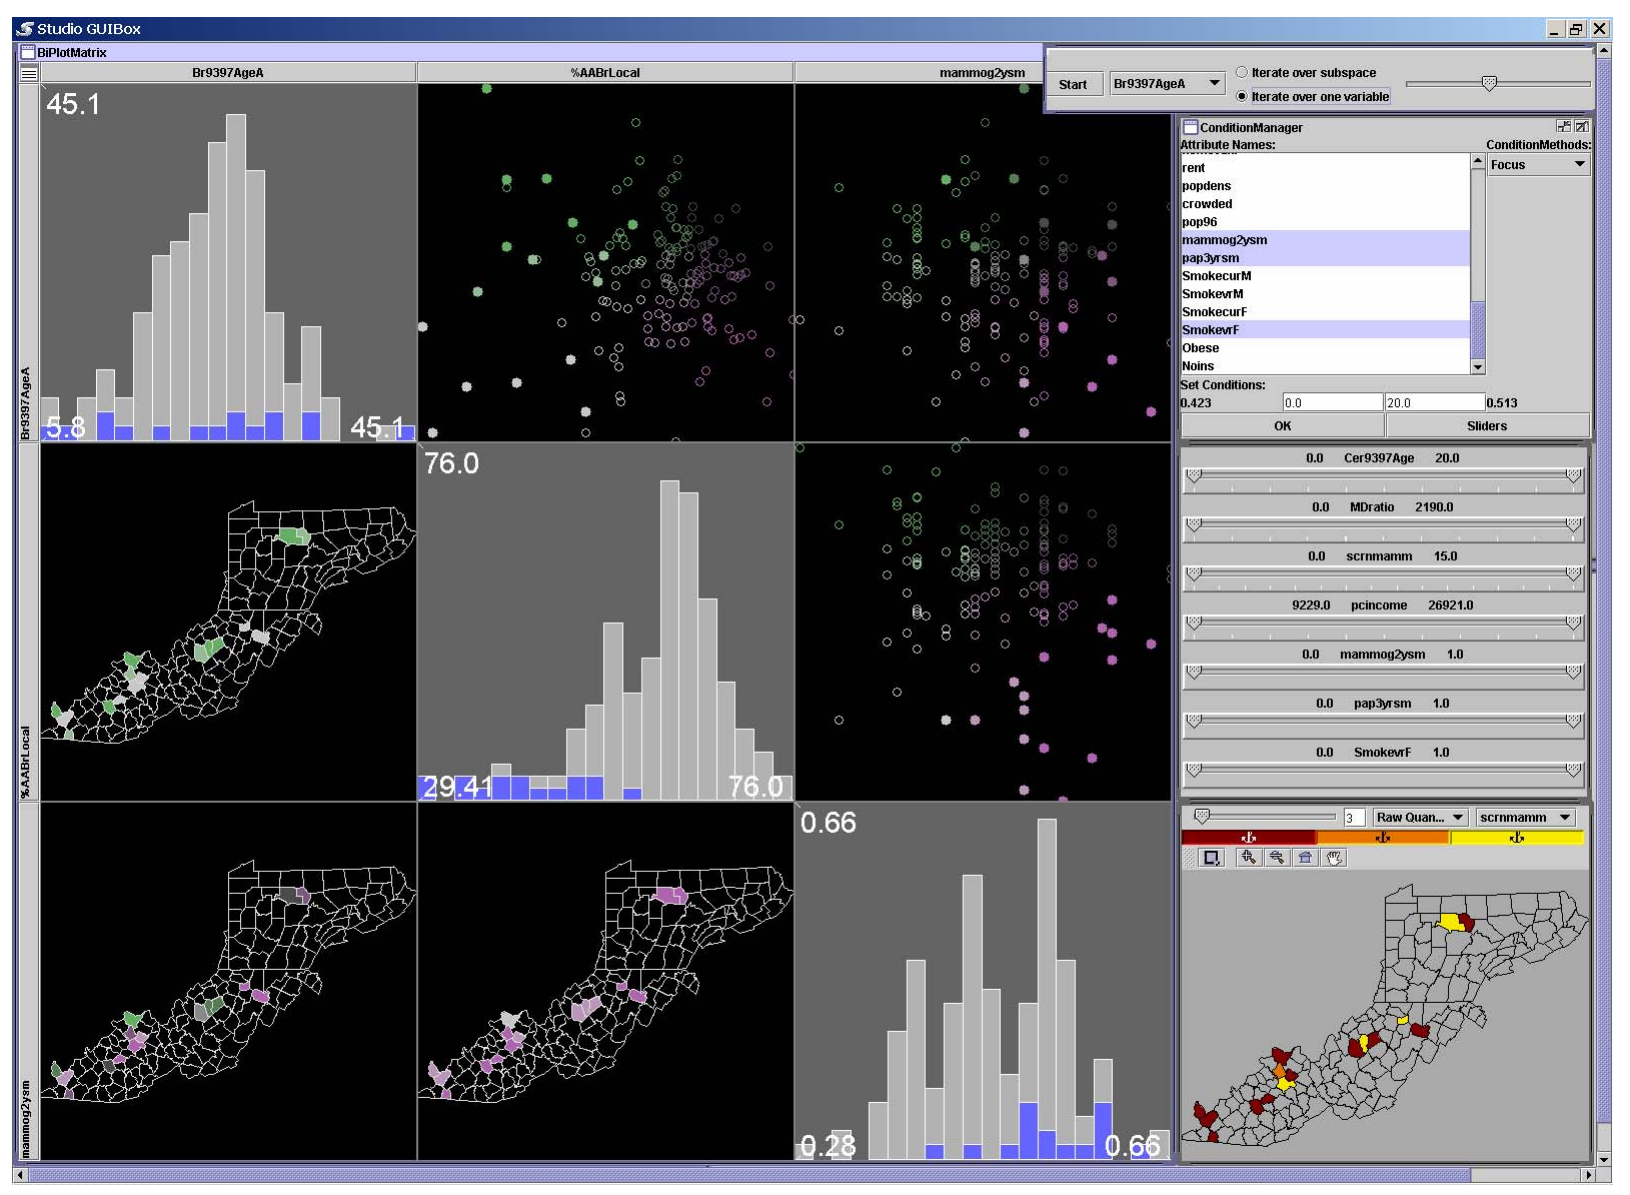 Studio GUIBox
BiPlotMatrix
Br9397AgeA
%AABrLocal
mammog2ysm
Start
Br9397AgeA
Iterate over subspace
Iterate over one variable
ConditionManager
Attribute Names:
ConditionMethods:
Focus
rent
popdens
crowded
pop96
mammog2ysm
pap3yrsm
SmokecurM
SmokevrM
SmokecurF
SmokevrF
Obese
Noins
Set Conditions:
0.423
0.0
20.0
0.513
OK
Sliders
0.0 Cer9397Age 20.0
0.0 MDratio 2190.0
0.0 scrnmamm 15.0
9229.0 pcincome 26921.0
0.0 mammog2ysm 1.0
0.0 pap3yrsm 1.0
0.0 SmokevrF 1.0
3
Raw Quan...
scrnmamm
45.1
5.8
45.1
Br9397AgeA
76.0
29.41
76.0
%AABrLocal
0.66
0.28
0.66
mammog2ysm